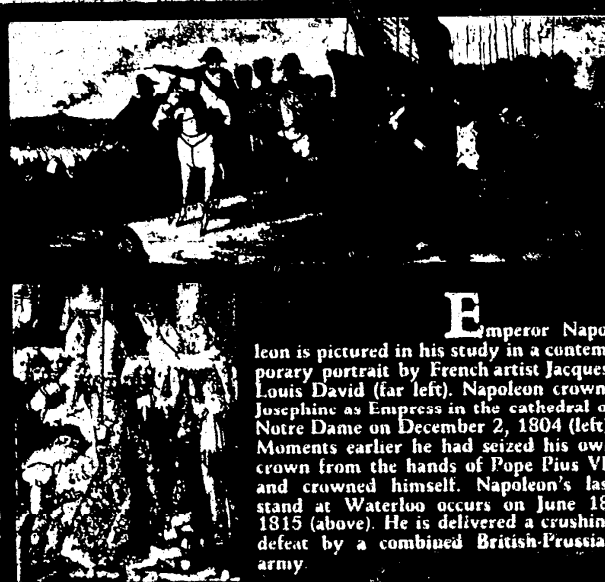 Emperor Napo
leon is pictured in his study in a contem
porary portrait by French artist Jacques
Louis David (far left). Napoleon crown
Josephine as Empress in the cathedral o
Notre Dame on December 2, 1804 (left)
Moments earlier he had seized his ow
crown from the hands of Pope Pius VI
and crowned himself. Napoleon's las
stand at Waterloo occurs on June 18
1815 (above). He is delivered a crushin
defeat by a combined British-Prussia
army.